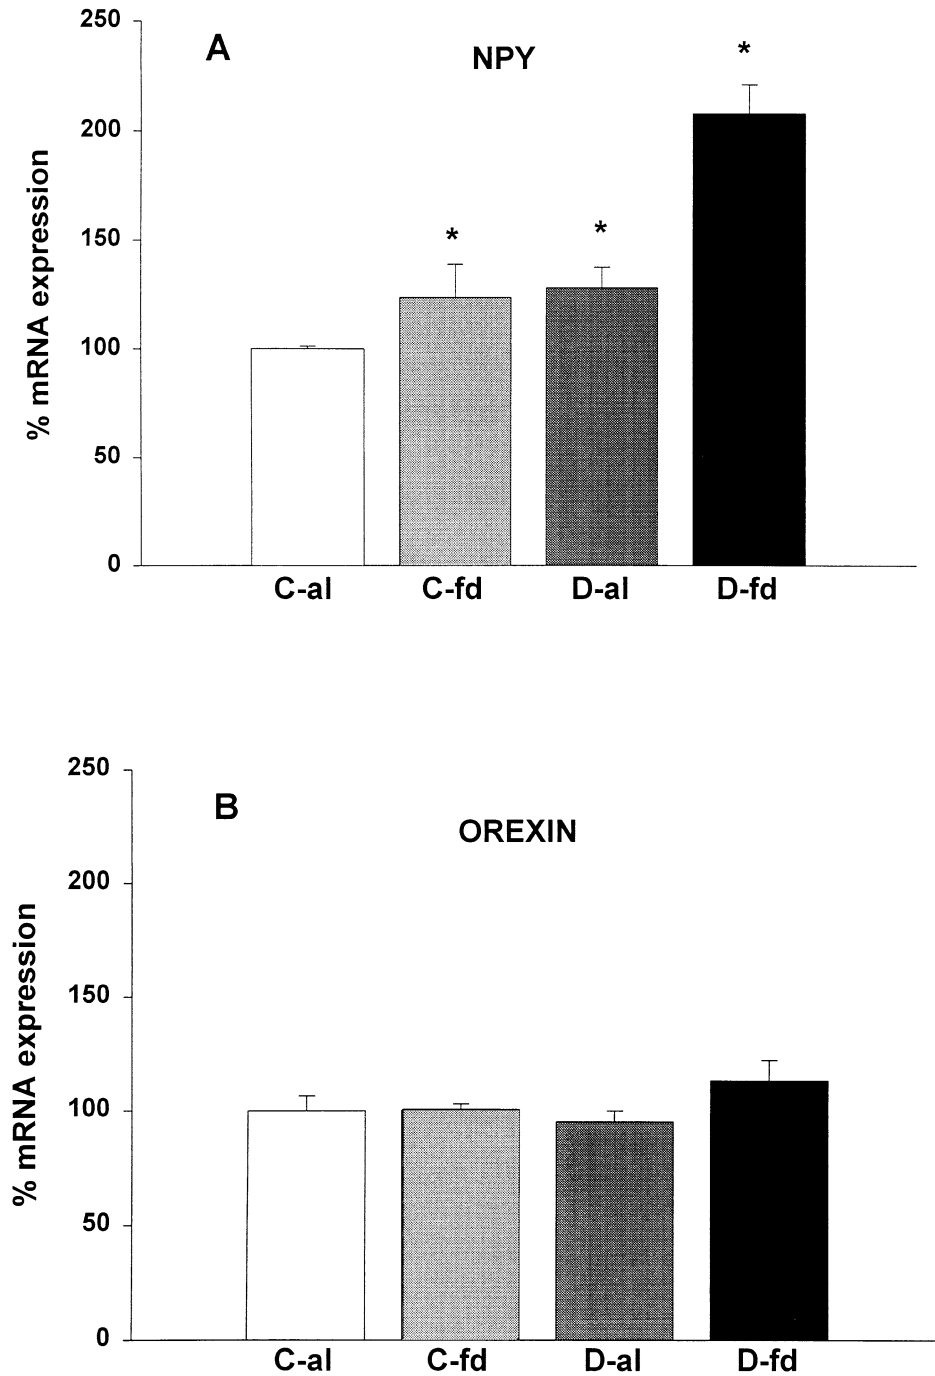 250
A
NPY
*
200
150
*
*
100
50
0
% mRNA expression
C-al C-fd D-al D-fd
250
B
OREXIN
200
150
100
50
0
% mRNA expression
C-al C-fd D-al D-fd